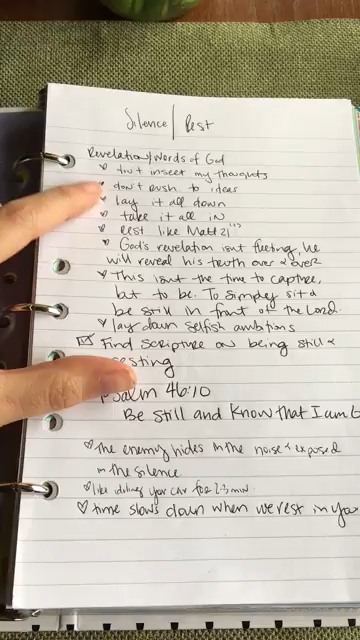 Silence | Rest
Revelation/Words of God
don't insert my thoughts
don't rush to ideas
lay it all down
take it all in
Rest like Matt 21
God's revelation isn't fleeting, he
will reveal his truth over & over
This isn't the time to capture,
but to be. To simply sit &
be still in front of the Lord.
lay down selfish ambitions
Find Scripture on being still &
resting
Psalm 46:10
Be still and know that I am G
the enemy hides in the noise & exposed
in the silence
like idling your car for 2-3 min
time slows down when we rest in you